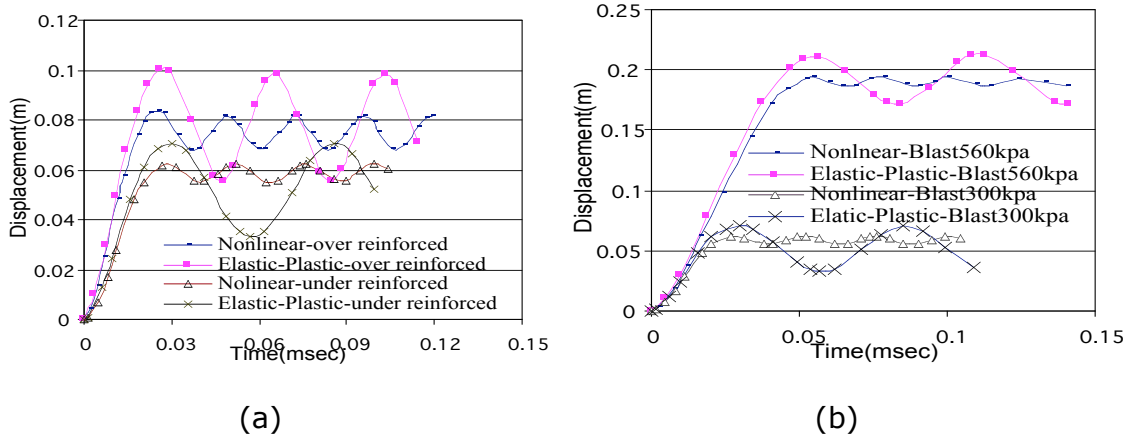 0.12
0.1
0.08
0.06
0.04
0.02
0
Displacement(m)
Nonlinear-over reinforced
Elastic-Plastic-over reinforced
Nolinear-under reinforced
Elastic-Plastic-under reinforced
0 0.03 0.06 0.09 0.12 0.15
Time(msec)
(a)
0.25
0.2
0.15
0.1
0.05
0
Displacement(m)
Nonlnear-Blast560kpa
Elastic-Plastic-Blast560kpa
Nonlinear-Blast300kpa
Elatic-Plastic-Blast300kpa
0 0.05 0.1 0.15
Time(msec)
(b)